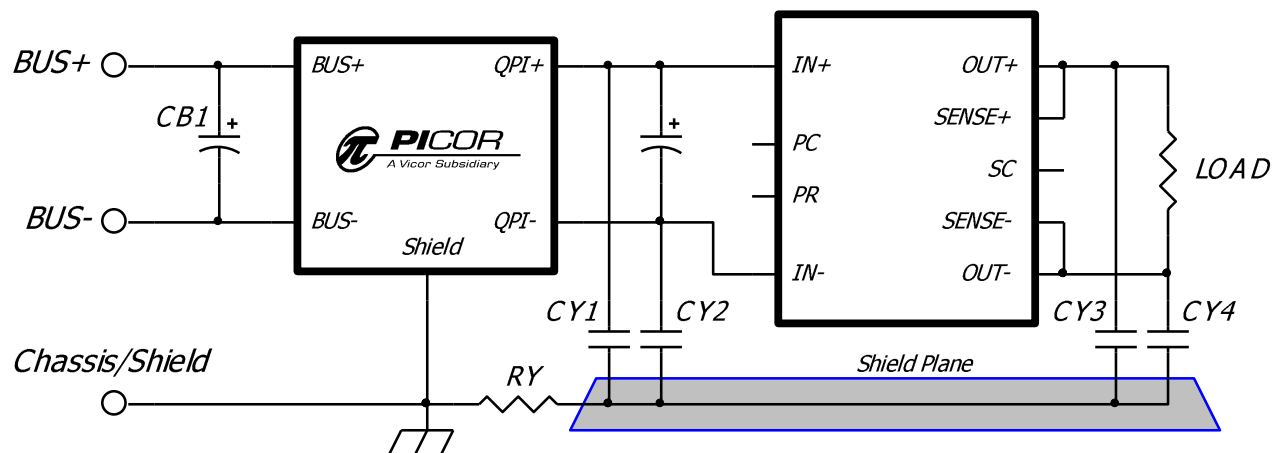 BUS+
CB1
+
BUS-
Chassis/Shield
BUS+
QPI+
PICOR
A Vicor Subsidiary
BUS-
QPI-
Shield
+
IN+
OUT+
SENSE+
PC
SC
PR
SENSE-
IN-
OUT-
LOAD
CY1
CY2
CY3
CY4
RY
Shield Plane